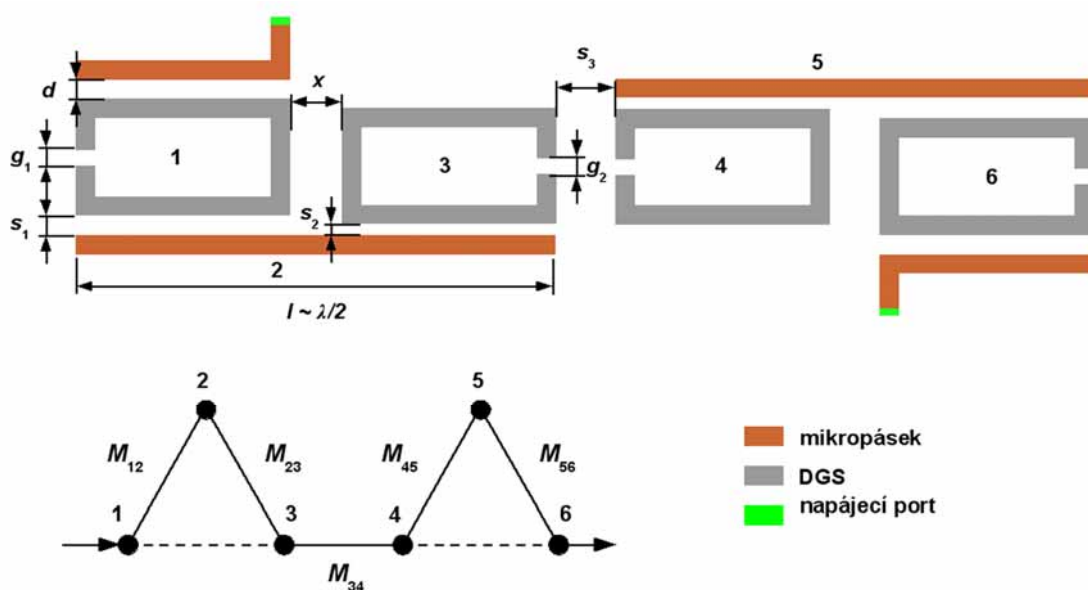 d
x
s3
5
g1
1
3
g2
4
6
s1
s2
2
l ~ λ/2
2
5
M12
M23
M45
M56
1
3
4
6
M34
mikropásek
DGS
napájecí port